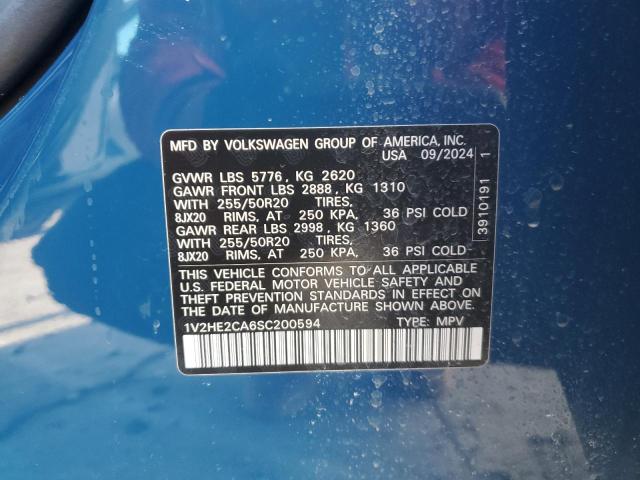 MFD BY VOLKSWAGEN GROUP OF AMERICA, INC.
USA 09/2024
GVWR LBS 5776, KG 2620
GAWR FRONT LBS 2888, KG 1310
WITH 255/50R20 TIRES,
8JX20 RIMS, AT 250 KPA, 36 PSI COLD
GAWR REAR LBS 2998, KG 1360
WITH 255/50R20 TIRES,
8JX20 RIMS, AT 250 KPA, 36 PSI COLD
THIS VEHICLE CONFORMS TO ALL APPLICABLE
U.S. FEDERAL MOTOR VEHICLE SAFETY AND
THEFT PREVENTION STANDARDS IN EFFECT ON
THE DATE OF MANUFACTURE SHOWN ABOVE.
1V2HE2CA6SC200594 TYPE: MPV
3910191 1